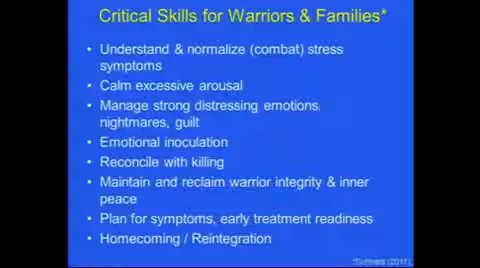 Critical Skills for Warriors & Families*
• Understand & normalize (combat) stress
symptoms
• Calm excessive arousal
• Manage strong distressing emotions.
nightmares, guilt
• Emotional inoculation
• Reconcile with killing
• Maintain and reclaim warrior integrity & inner
peace
• Plan for symptoms, early treatment readiness
• Homecoming / Reintegration